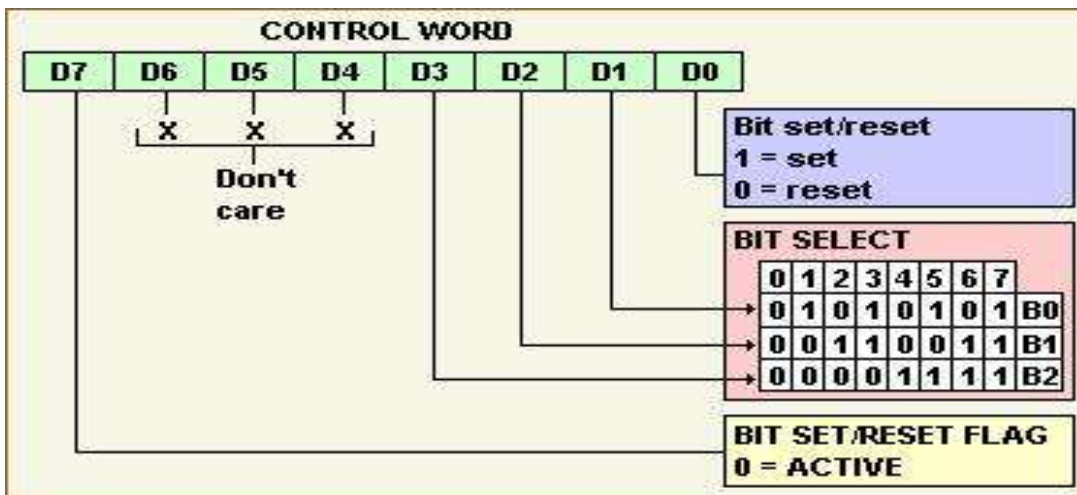 CONTROL WORD
D7 D6 D5 D4 D3 D2 D1 D0
X X X
Don't
care
Bit set/reset
1 = set
0 = reset
BIT SELECT
0 1 2 3 4 5 6 7
0 1 0 1 0 1 0 1 B0
0 0 1 1 0 0 1 1 B1
0 0 0 0 1 1 1 1 B2
BIT SET/RESET FLAG
0 = ACTIVE